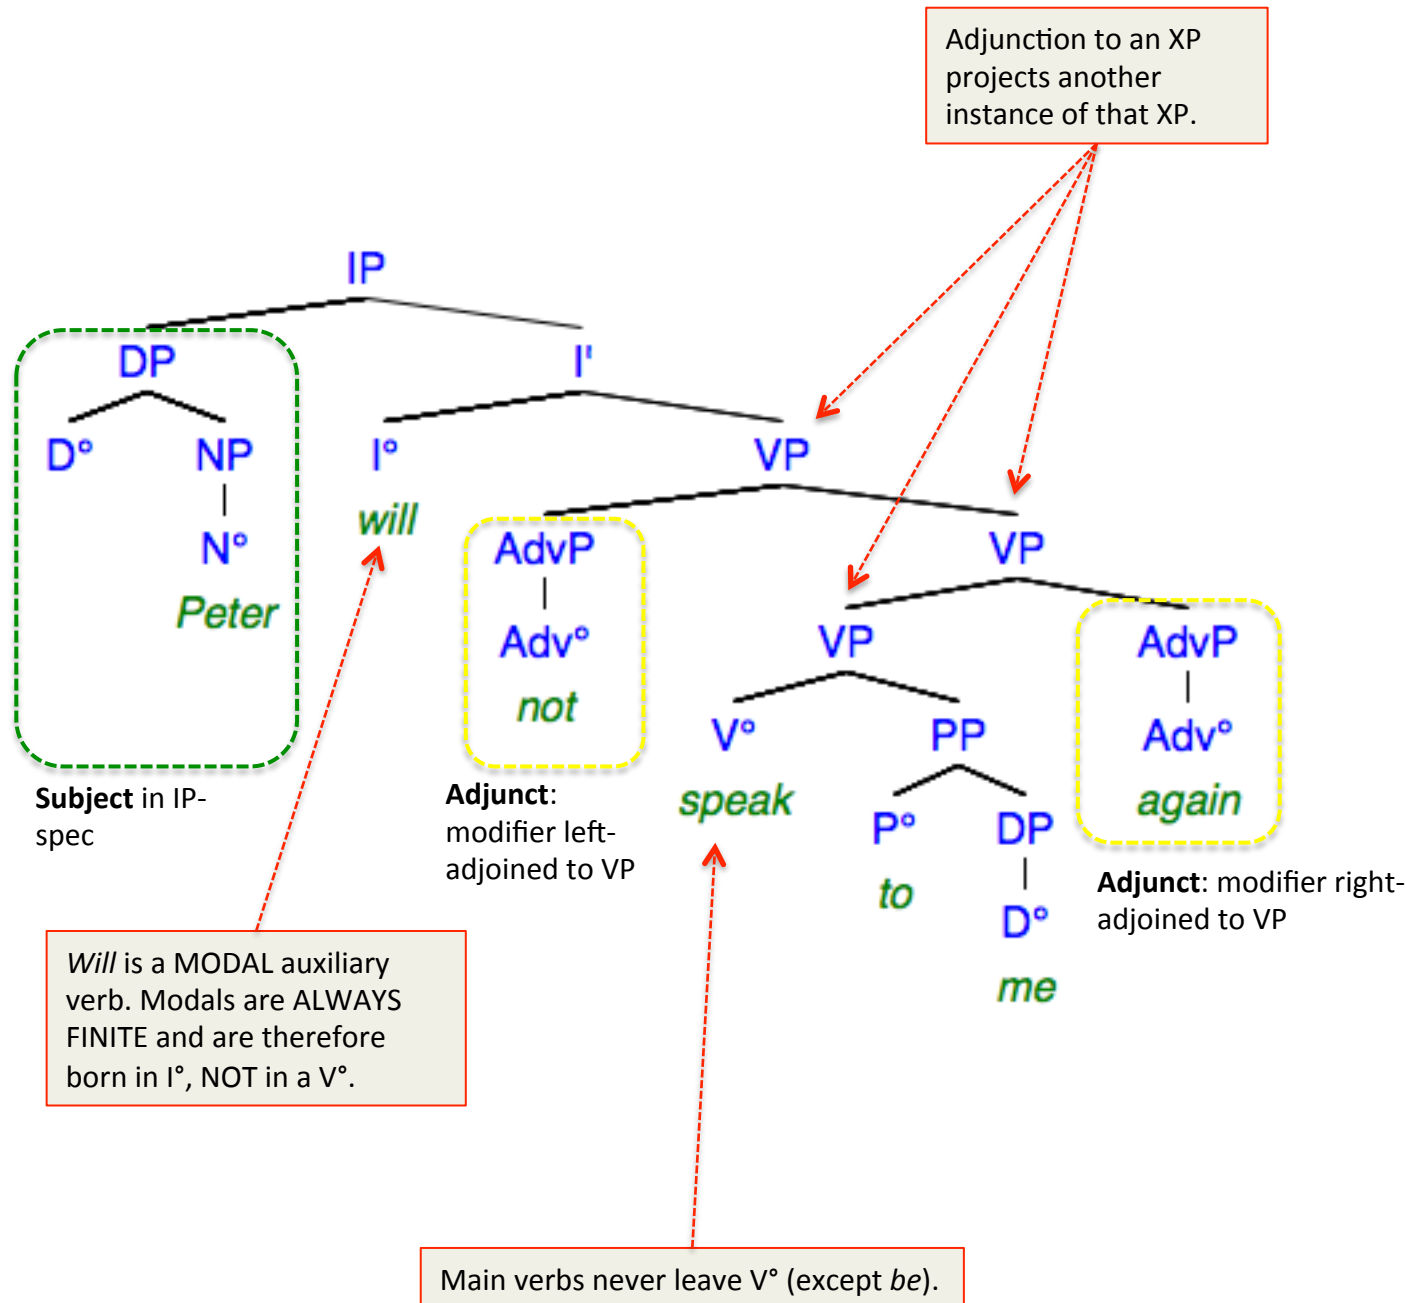 Adjunction to an XP
projects another
instance of that XP.
IP
DP I'
D° NP I° VP
will
N° AdvP VP
Peter
Adv° VP AdvP
not
V° PP Adv°
speak again
P° DP
to
D°
me
Subject in IP-
spec
Adjunct:
modifier left-
adjoined to VP
Adjunct: modifier right-
adjoined to VP
Will is a MODAL auxiliary
verb. Modals are ALWAYS
FINITE and are therefore
born in I°, NOT in a V°.
Main verbs never leave V° (except be).